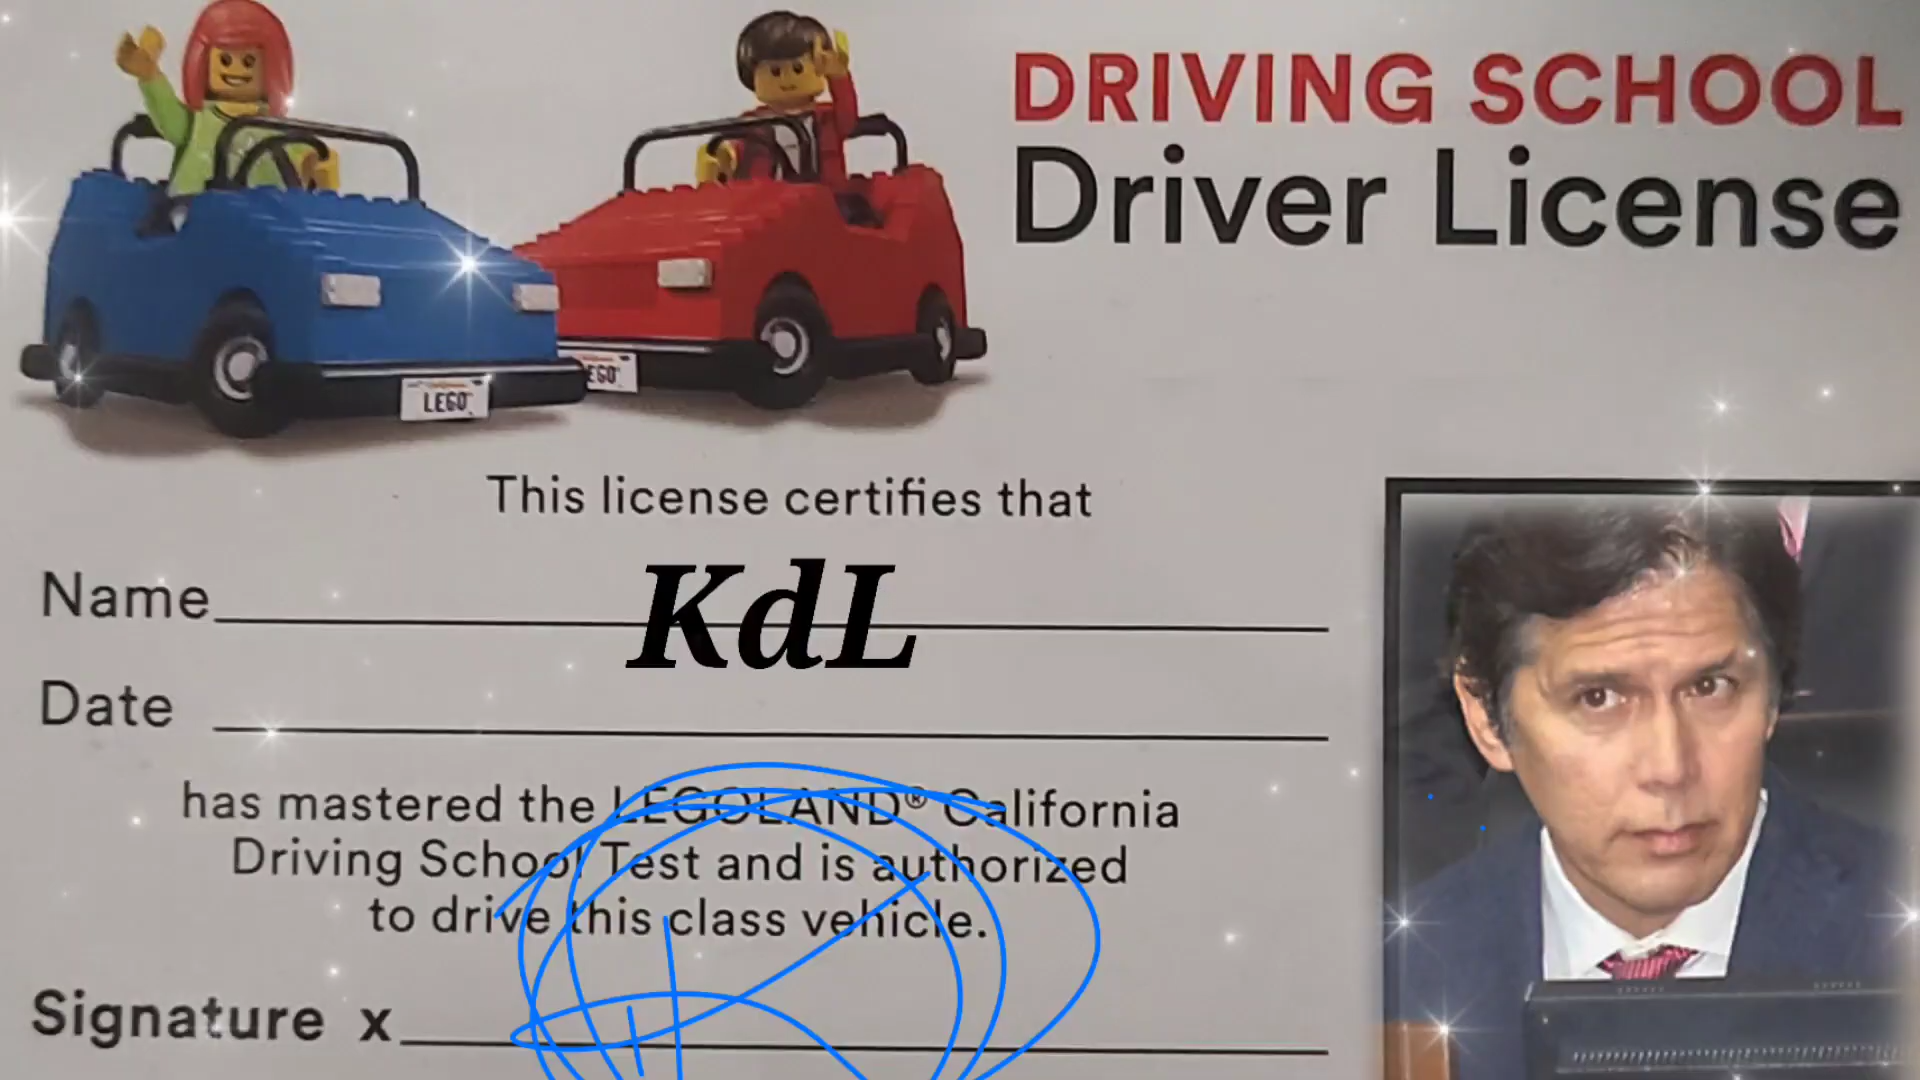 DRIVING SCHOOL
Driver License
LEGO
EGO
This license certifies that
Name KdL
Date
has mastered the LEGOLAND® California
Driving School Test and is authorized
to drive this class vehicle.
Signature x